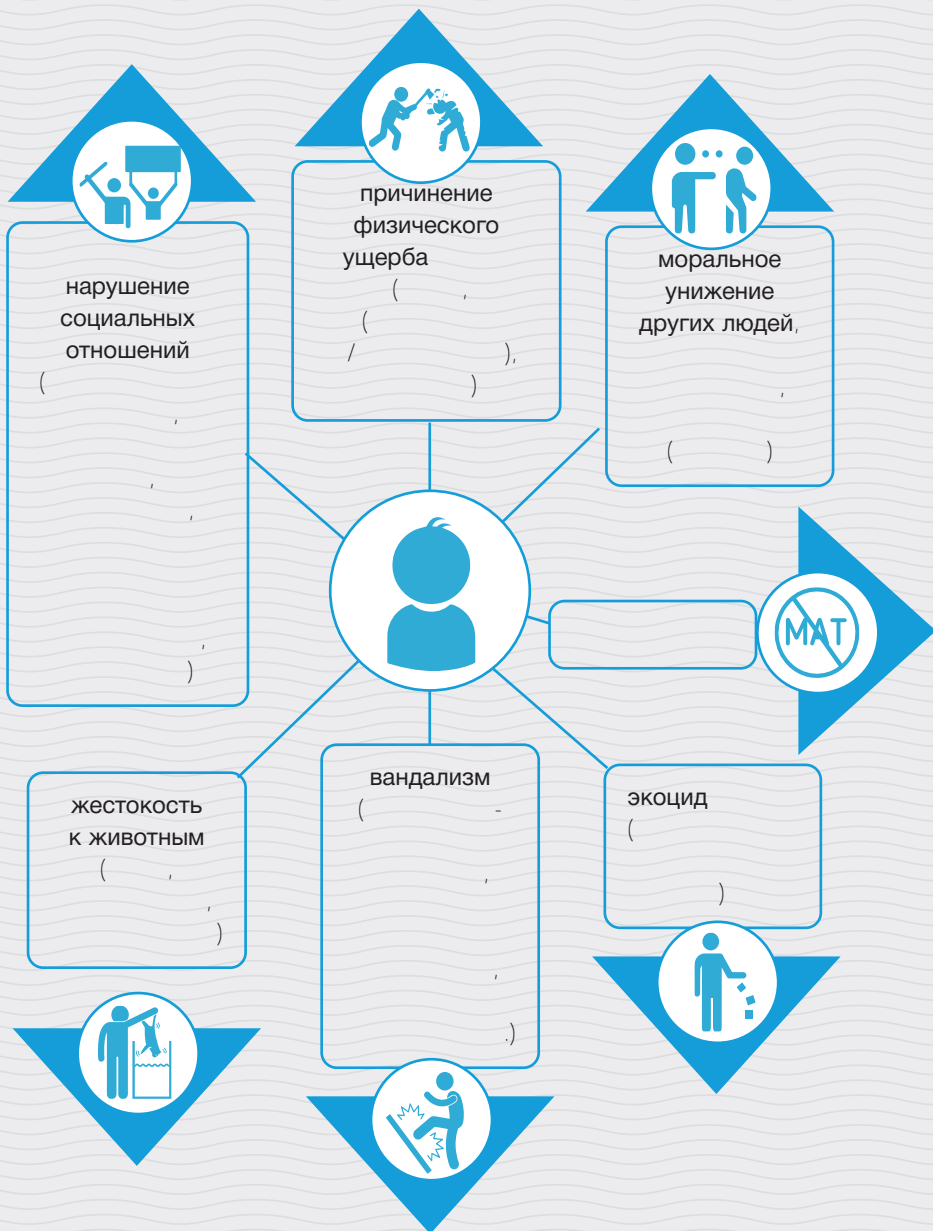 причинение
физического
ущерба
( ,
(
/ ),
)
нарушение
социальных
отношений
(
,
,
,
,
)
моральное
унижение
других людей,
,
( )
МАТ
жестокость
к животным
( ,
,
)
вандализм
( -
,
,
.)
экоцид
(
)